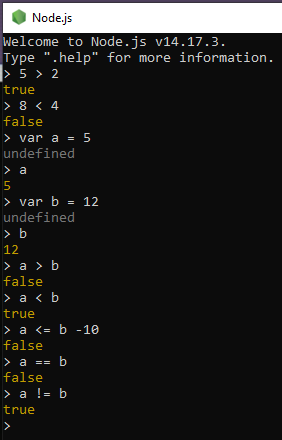 Node.js
Welcome to Node.js v14.17.3.
Type ".help" for more information.
> 5 > 2
true
> 8 < 4
false
> var a = 5
undefined
> a
5
> var b = 12
undefined
> b
12
> a > b
false
> a < b
true
> a <= b -10
false
> a == b
false
> a != b
true
>